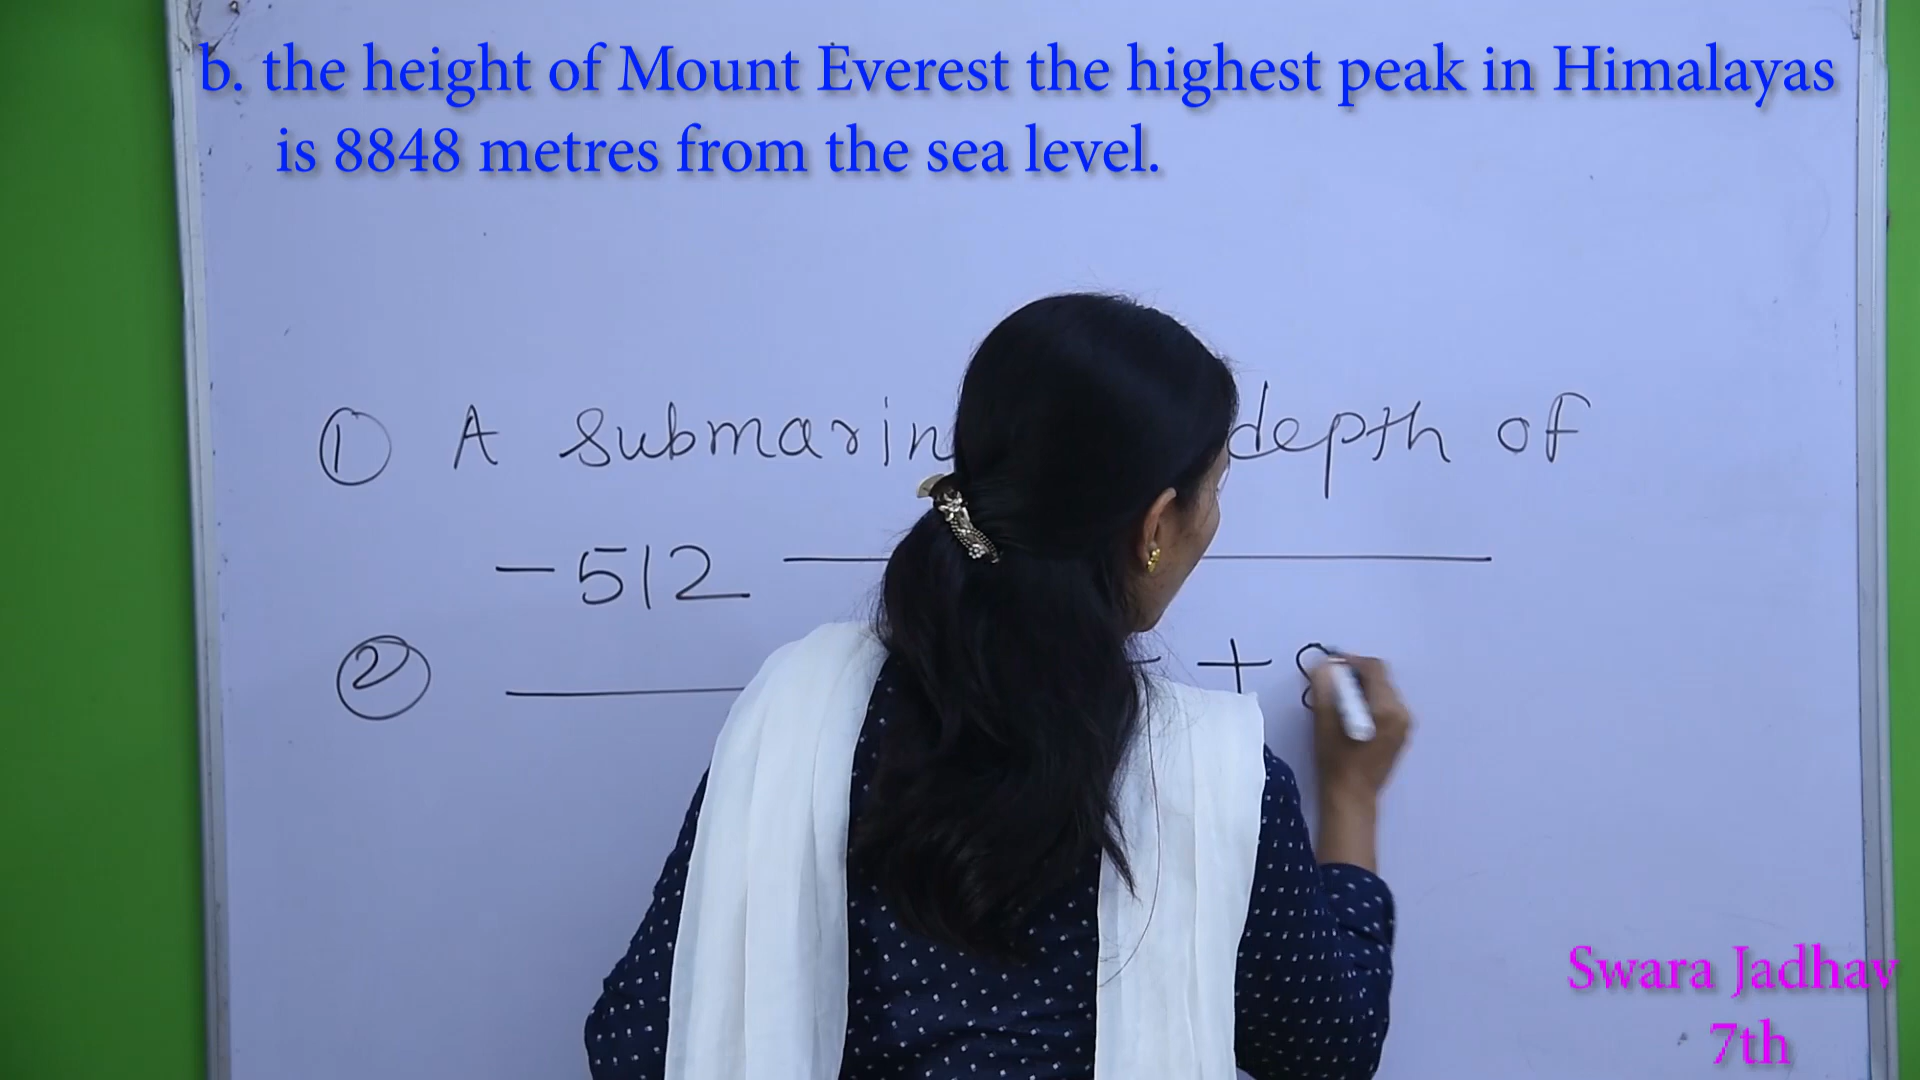 b. the height of Mount Everest the highest peak in Himalayas
is 8848 metres from the sea level.
① A submarin depth of
-512
② + 8
Swara Jadhav
7th